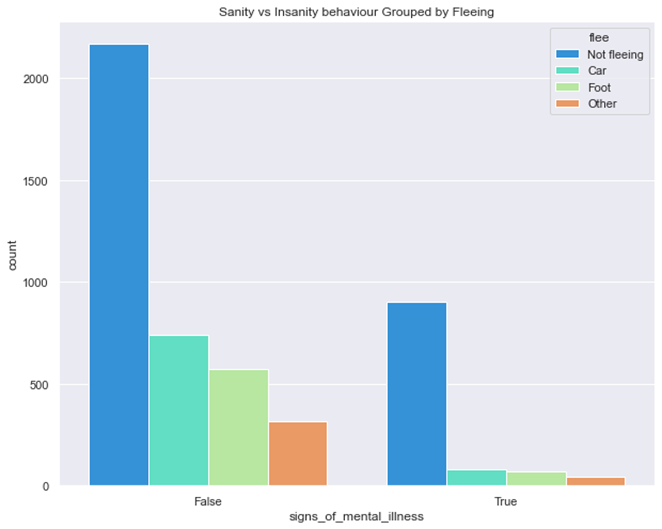 Sanity vs Insanity behaviour Grouped by Fleeing
flee
Not fleeing
Car
Foot
Other
count
2000
1500
1000
500
0
False
True
signs_of_mental_illness